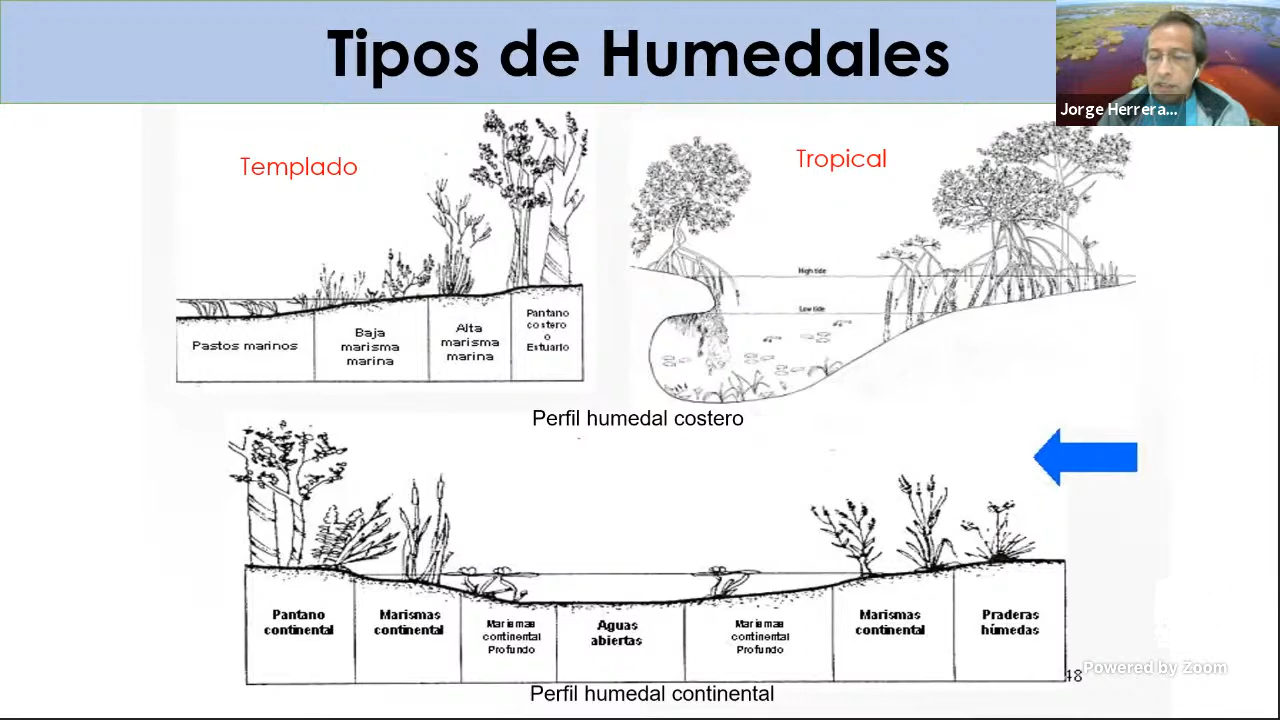 Tipos de Humedales
Jorge Herrera...
Templado
Tropical
High tide
Low tide
Pastos marinos
Baja
marisma
marina
Alta
marisma
marina
Pantano
costero
o
Estuario
Perfil humedal costero
Pantano
continental
Marismas
continental
Marismas
continental
Profundo
Aguas
abiertas
Marismas
continental
Profundo
Marismas
continental
Praderas
húmedas
48
Powered by Zoom
Perfil humedal continental